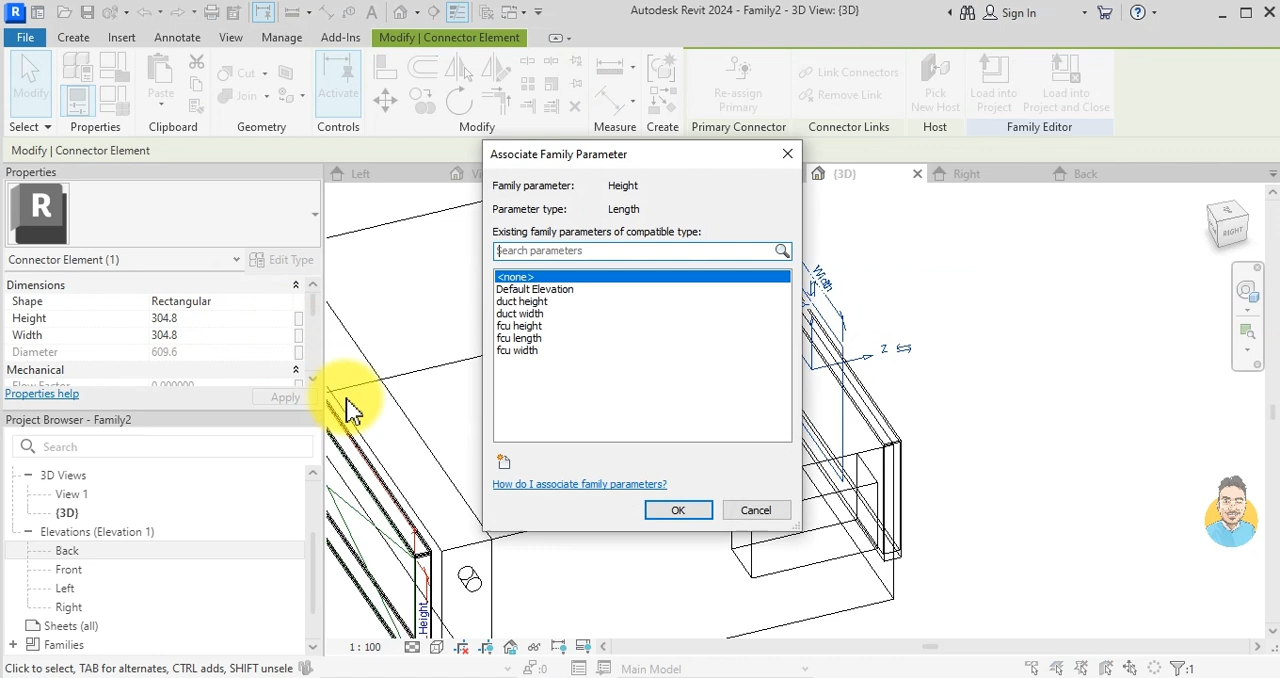 Autodesk Revit 2024 - Family2 - 3D View: {3D}
Sign In
File Create Insert Annotate View Manage Add-Ins Modify | Connector Element
Modify
Paste
Cut
Join
Activate
Re-assign
Primary
Link Connectors
Remove Link
Pick
New Host
Load into
Project
Load into
Project and Close
Select Properties Clipboard Geometry Controls Modify Measure Create Primary Connector Connector Links Host Family Editor
Modify | Connector Element
Properties
R
Connector Element (1)
Edit Type
Dimensions
Shape Rectangular
Height 304.8
Width 304.8
Diameter 609.6
Mechanical
Flow Factor 0.000000
Properties help
Apply
Project Browser - Family2
Search
3D Views
View 1
{3D}
Elevations (Elevation 1)
Back
Front
Left
Right
Sheets (all)
Families
Left
{3D}
Right
Back
Associate Family Parameter
Family parameter: Height
Parameter type: Length
Existing family parameters of compatible type:
Search parameters
<none>
Default Elevation
duct height
duct width
fcu height
fcu length
fcu width
How do I associate family parameters?
OK
Cancel
Width
Z
Height
RIGHT
1 : 100
Click to select, TAB for alternates, CTRL adds, SHIFT unsele
:0
Main Model
:1